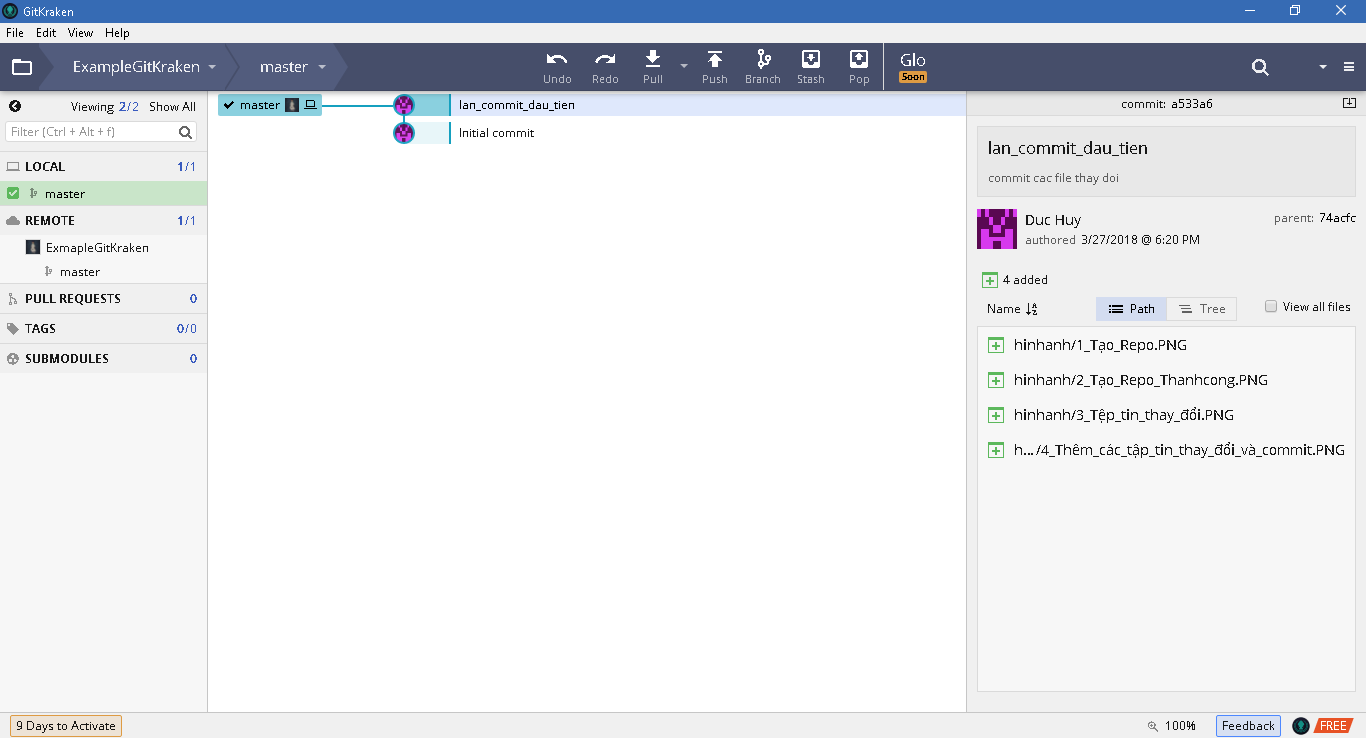 GitKraken
File Edit View Help
ExampleGitKraken master Undo Redo Pull Push Branch Stash Pop Glo Soon
Viewing 2/2 Show All
Filter (Ctrl + Alt + f)
LOCAL 1/1
master
REMOTE 1/1
ExmapleGitKraken
master
PULL REQUESTS 0
TAGS 0/0
SUBMODULES 0
master lan_commit_dau_tien
Initial commit
commit: a533a6
lan_commit_dau_tien
commit cac file thay doi
Duc Huy parent: 74acfc
authored 3/27/2018 @ 6:20 PM
4 added
Name Path Tree View all files
hinhanh/1_Tạo_Repo.PNG
hinhanh/2_Tạo_Repo_Thanhcong.PNG
hinhanh/3_Tệp_tin_thay_đổi.PNG
h.../4_Thêm_các_tập_tin_thay_đổi_và_commit.PNG
9 Days to Activate 100% Feedback FREE